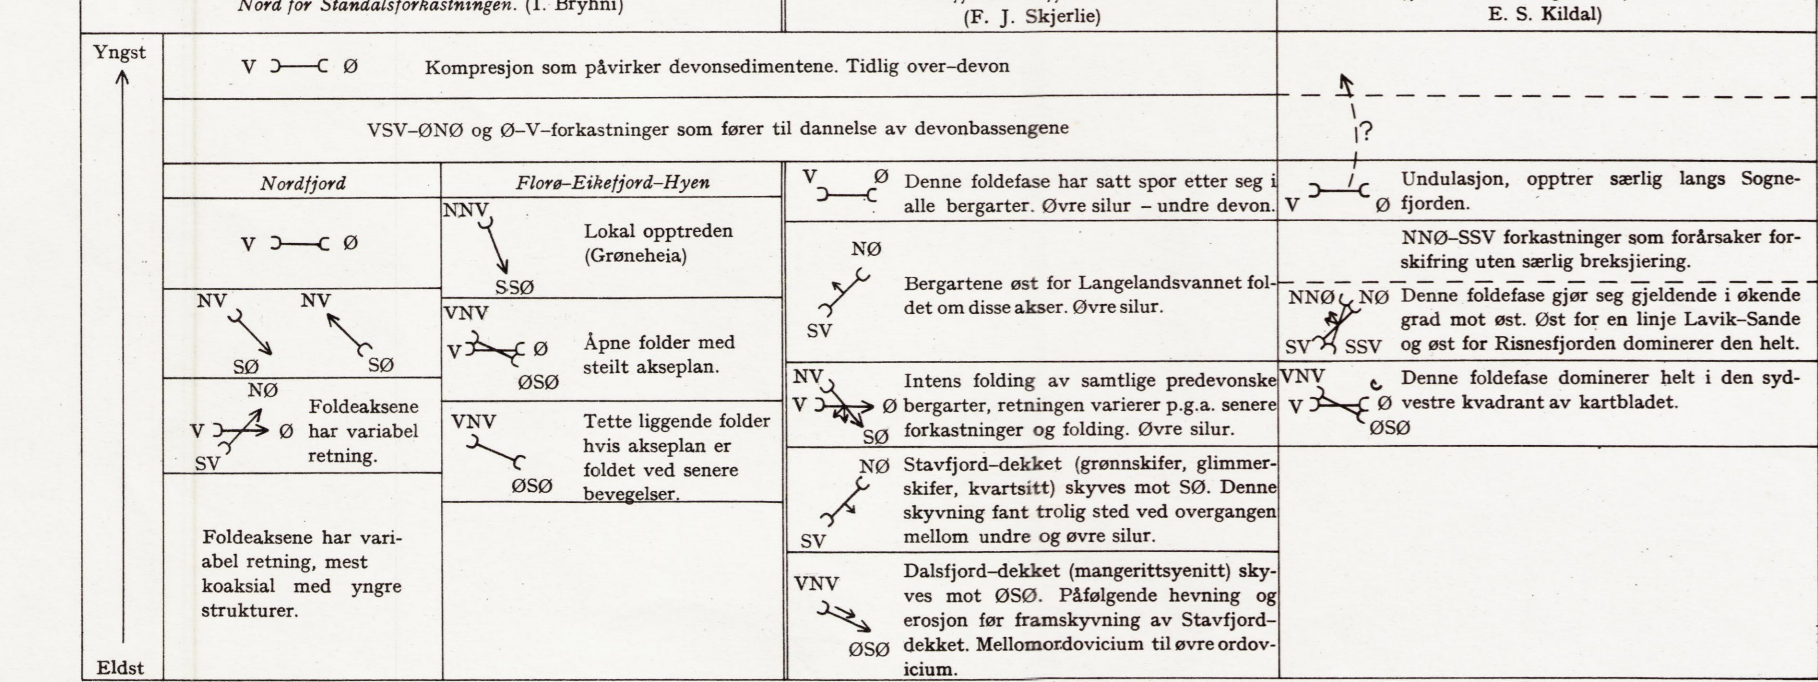 Nord for Standalsforkastningen. (I. Bryhni)
(F. J. Skjerlie)
E. S. Kildal)
Yngst
V Ø
Kompresjon som påvirker devonsedimentene. Tidlig over–devon
VSV–ØNØ og Ø–V–forkastninger som fører til dannelse av devonbassengene
?
Nordfjord
V Ø
NV NV
SØ SØ
NØ
V Ø
SV
Foldeaksene
har variabel
retning.
Foldeaksene har vari-
abel retning, mest
koaksial med yngre
strukturer.
Florø–Eikefjord–Hyen
NNV
SSØ
Lokal opptreden
(Grøneheia)
VNV
V Ø
ØSØ
Åpne folder med
steilt akseplan.
VNV
ØSØ
Tette liggende folder
hvis akseplan er
foldet ved senere
bevegelser.
V Ø
Denne foldefase har satt spor etter seg i
alle bergarter. Øvre silur – undre devon.
NØ
SV
Bergartene øst for Langelandsvannet fol-
det om disse akser. Øvre silur.
NV
V Ø
SØ
Intens folding av samtlige predevonske
bergarter, retningen varierer p.g.a. senere
forkastninger og folding. Øvre silur.
NØ
SV
Stavfjord–dekket (grønnskifer, glimmer-
skifer, kvartsitt) skyves mot SØ. Denne
skyvning fant trolig sted ved overgangen
mellom undre og øvre silur.
VNV
ØSØ
Dalsfjord–dekket (mangerittsyenitt) sky-
ves mot ØSØ. Påfølgende hevning og
erosjon før framskyvning av Stavfjord–
dekket. Mellomordovicium til øvre ordov-
icium.
V Ø
Undulasjon, opptrer særlig langs Sogne-
fjorden.
NNØ–SSV forkastninger som forårsaker for-
skifring uten særlig breksjiering.
NNØ NØ
SV SSV
Denne foldefase gjør seg gjeldende i økende
grad mot øst. Øst for en linje Lavik–Sande
og øst for Risnesfjorden dominerer den helt.
VNV
V Ø
ØSØ
Denne foldefase dominerer helt i den syd-
vestre kvadrant av kartbladet.
Eldst